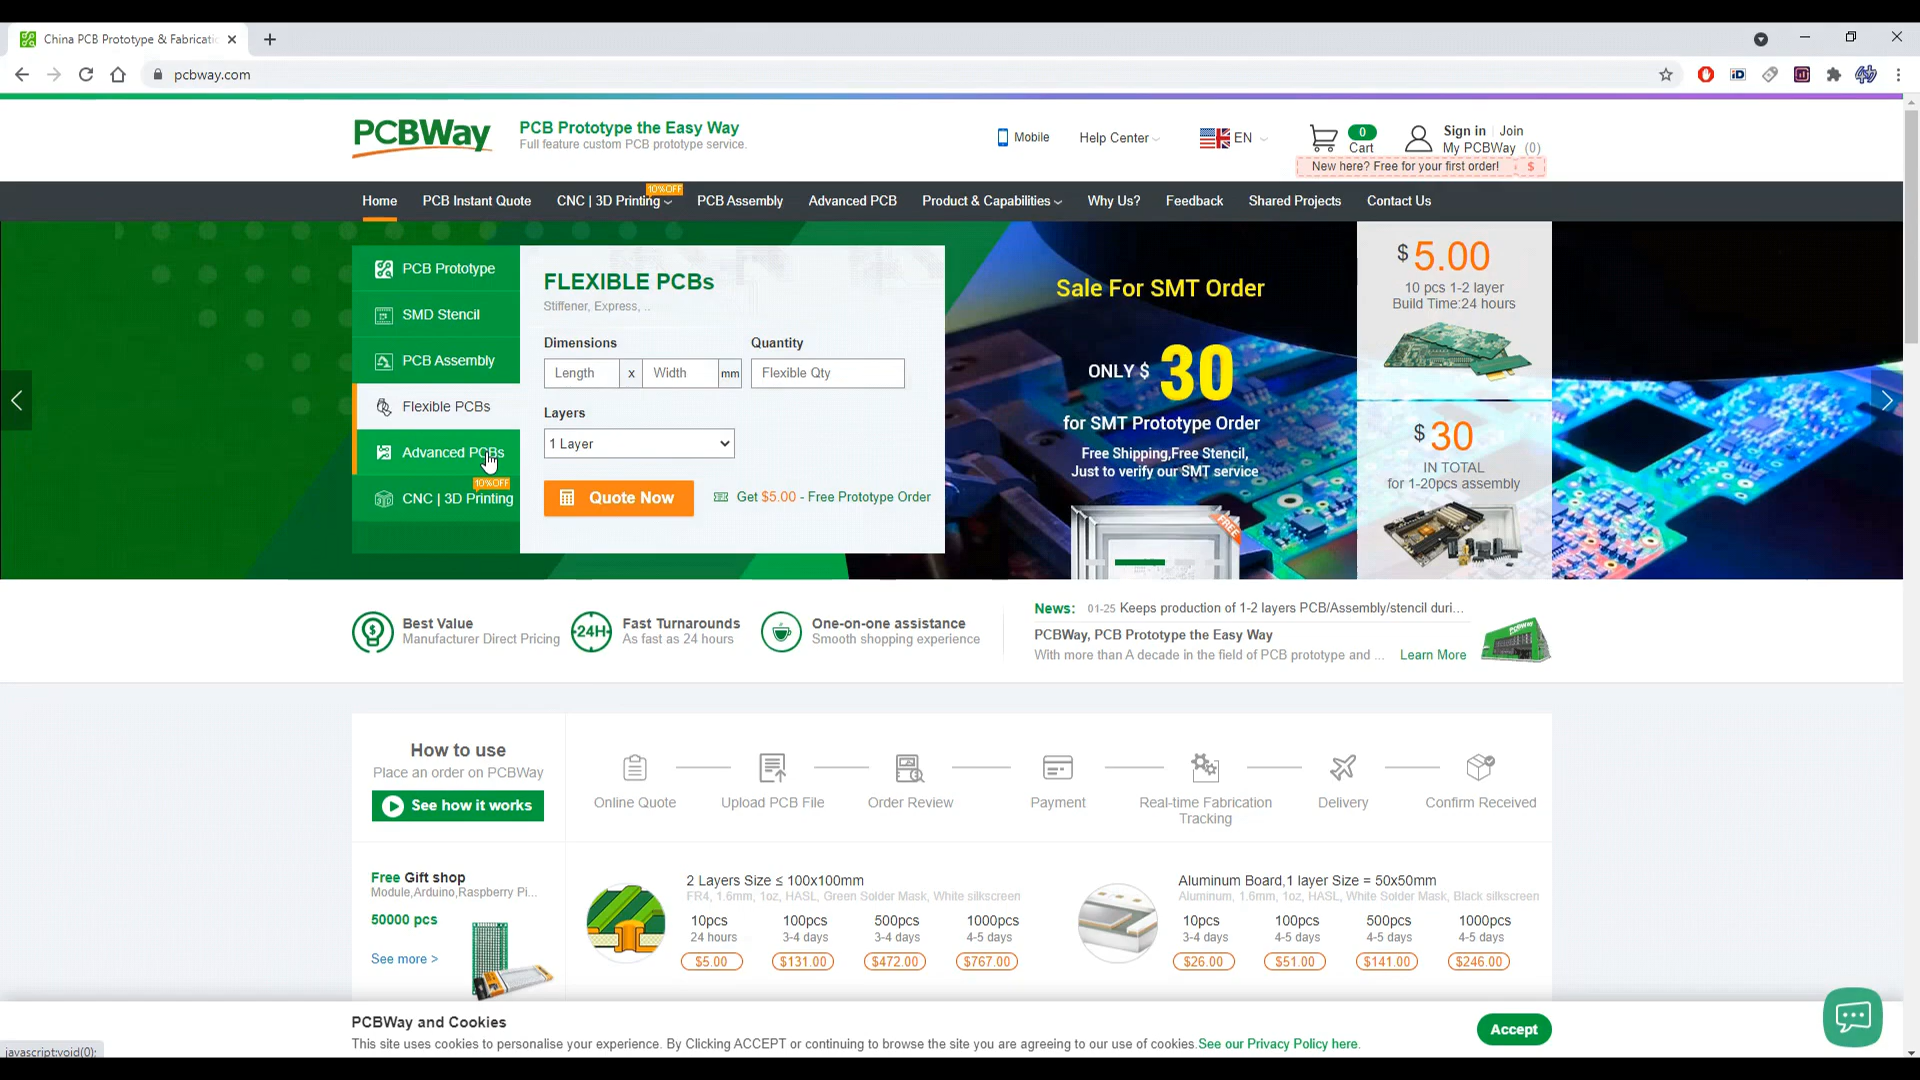 China PCB Prototype & Fabricatic
pcbway.com
PCBWay
PCB Prototype the Easy Way
Full feature custom PCB prototype service.
Mobile
Help Center
EN
0
Cart
Sign in | Join
My PCBWay (0)
New here? Free for your first order! $
Home
PCB Instant Quote
CNC | 3D Printing
10%OFF
PCB Assembly
Advanced PCB
Product & Capabilities
Why Us?
Feedback
Shared Projects
Contact Us
PCB Prototype
SMD Stencil
PCB Assembly
Flexible PCBs
Advanced PCBs
10%OFF
CNC | 3D Printing
FLEXIBLE PCBs
Stiffener, Express, ..
Dimensions
Quantity
Length x Width mm
Flexible Qty
Layers
1 Layer
Quote Now
Get $5.00 - Free Prototype Order
Sale For SMT Order
ONLY $ 30
for SMT Prototype Order
Free Shipping,Free Stencil,
Just to verify our SMT service
FREE
$ 5.00
10 pcs 1-2 layer
Build Time:24 hours
$ 30
IN TOTAL
for 1-20pcs assembly
Best Value
Manufacturer Direct Pricing
24H
Fast Turnarounds
As fast as 24 hours
One-on-one assistance
Smooth shopping experience
News: 01-25 Keeps production of 1-2 layers PCB/Assembly/stencil duri...
PCBWay, PCB Prototype the Easy Way
With more than A decade in the field of PCB prototype and ... Learn More
How to use
Place an order on PCBWay
See how it works
Online Quote
Upload PCB File
Order Review
Payment
Real-time Fabrication
Tracking
Delivery
Confirm Received
Free Gift shop
Module,Arduino,Raspberry Pi...
50000 pcs
See more >
2 Layers Size ≤ 100x100mm
FR4, 1.6mm, 1oz, HASL, Green Solder Mask, White silkscreen
10pcs 100pcs 500pcs 1000pcs
24 hours 3-4 days 3-4 days 4-5 days
$5.00 $131.00 $472.00 $767.00
Aluminum Board,1 layer Size = 50x50mm
Aluminum, 1.6mm, 1oz, HASL, White Solder Mask, Black silkscreen
10pcs 100pcs 500pcs 1000pcs
3-4 days 4-5 days 4-5 days 4-5 days
$26.00 $51.00 $141.00 $246.00
PCBWay and Cookies
This site uses cookies to personalise your experience. By Clicking ACCEPT or continuing to browse the site you are agreeing to our use of cookies.See our Privacy Policy here.
Accept
javascript:void(0);